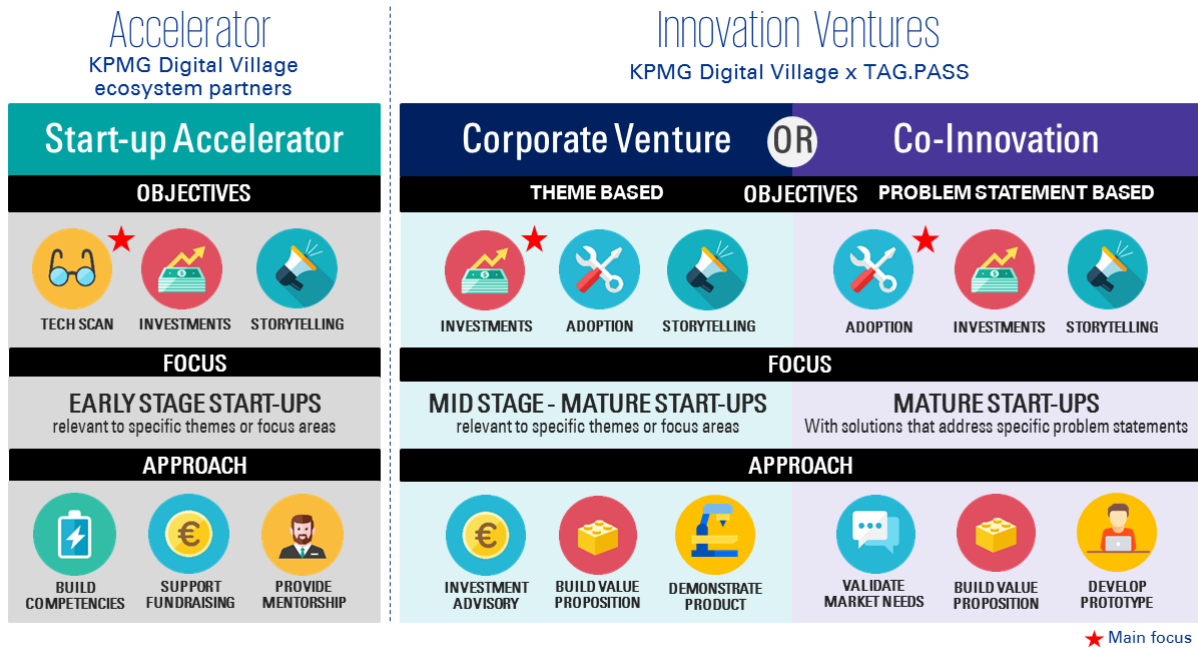 Accelerator
KPMG Digital Village
ecosystem partners
Start-up Accelerator
OBJECTIVES
TECH SCAN
INVESTMENTS
STORYTELLING
FOCUS
EARLY STAGE START-UPS
relevant to specific themes or focus areas
APPROACH
BUILD
COMPETENCIES
€
SUPPORT
FUNDRAISING
PROVIDE
MENTORSHIP
Innovation Ventures
KPMG Digital Village x TAG.PASS
Corporate Venture
OR
Co-Innovation
THEME BASED
OBJECTIVES
PROBLEM STATEMENT BASED
INVESTMENTS
ADOPTION
STORYTELLING
ADOPTION
INVESTMENTS
STORYTELLING
FOCUS
MID STAGE - MATURE START-UPS
relevant to specific themes or focus areas
MATURE START-UPS
With solutions that address specific problem statements
APPROACH
€
INVESTMENT
ADVISORY
BUILD VALUE
PROPOSITION
DEMONSTRATE
PRODUCT
VALIDATE
MARKET NEEDS
BUILD VALUE
PROPOSITION
DEVELOP
PROTOTYPE
Main focus